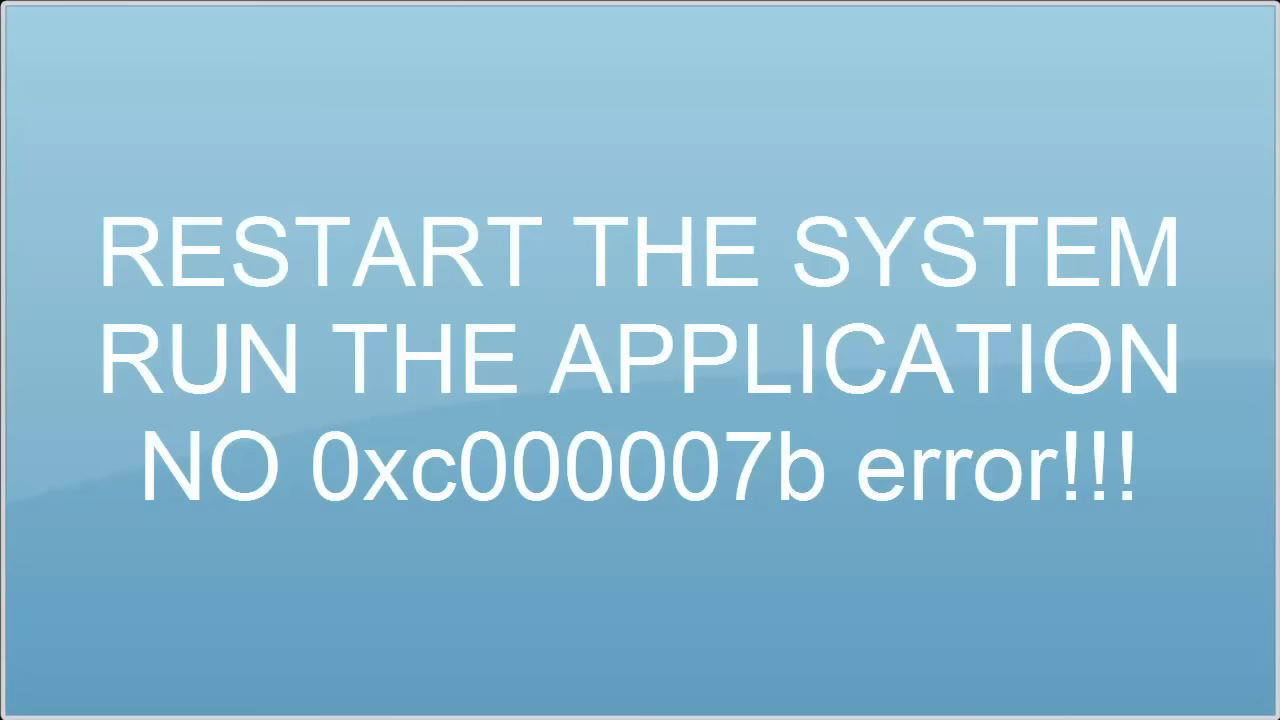 RESTART THE SYSTEM
RUN THE APPLICATION
NO 0xc000007b error!!!